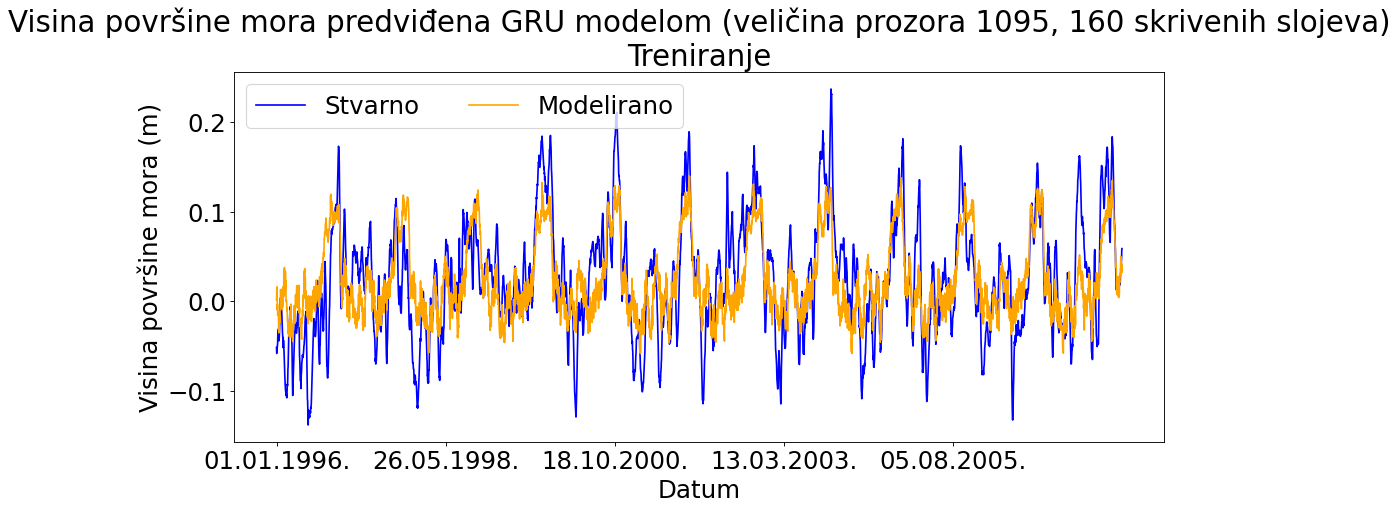 Visina površine mora predviđena GRU modelom (veličina prozora 1095, 160 skrivenih slojeva)
Treniranje
Stvarno
Modelirano
Visina površine mora (m)
0.2
0.1
0.0
−0.1
01.01.1996.
26.05.1998.
18.10.2000.
13.03.2003.
05.08.2005.
Datum